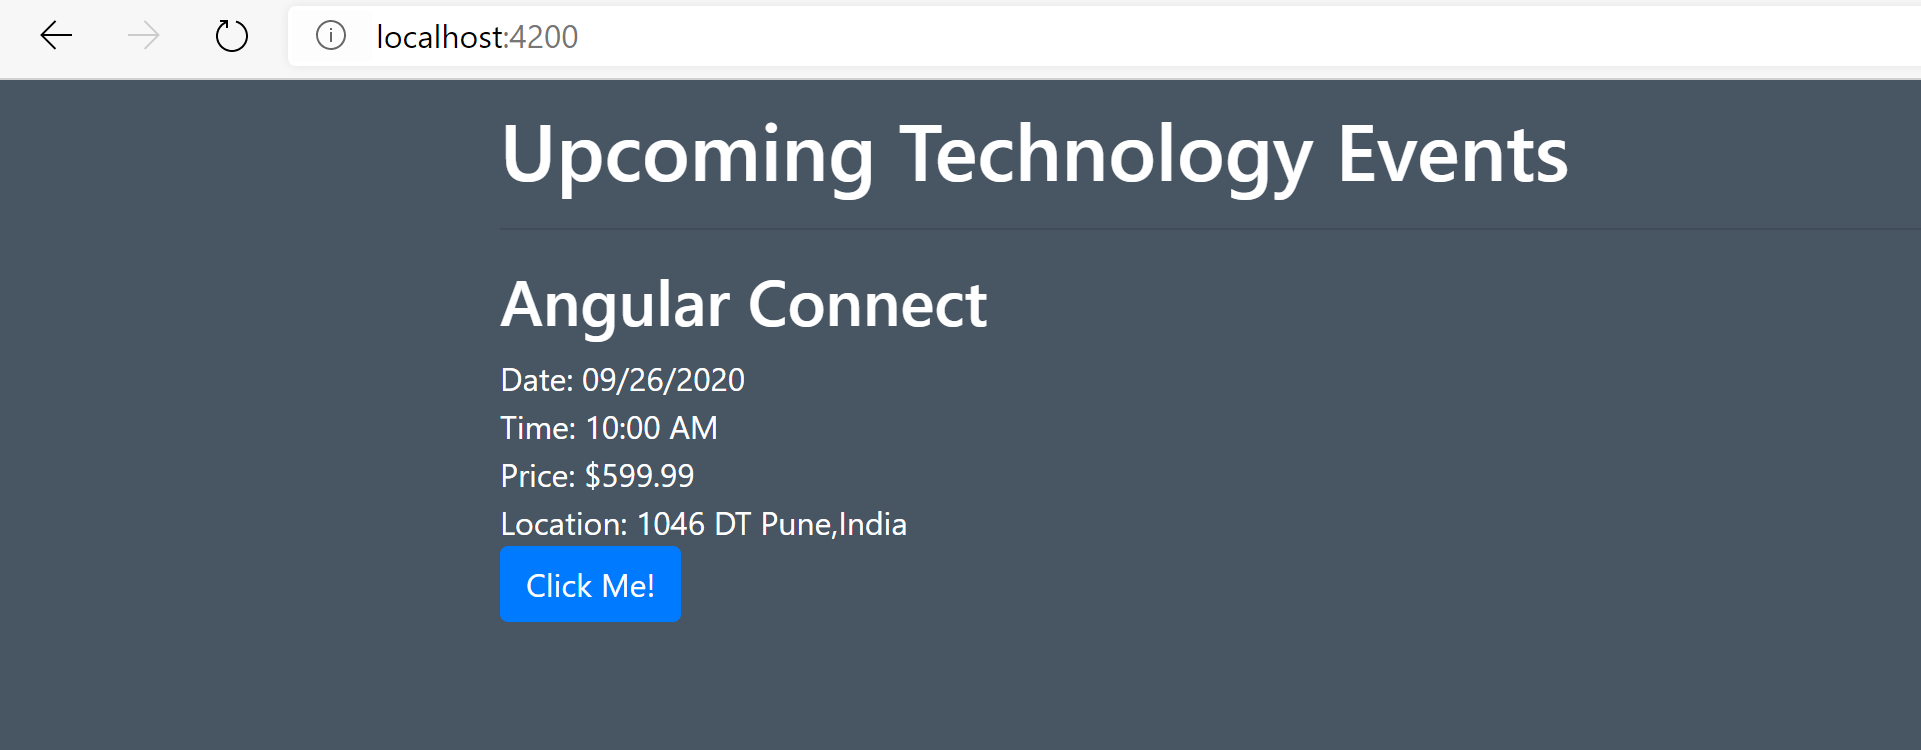 localhost:4200
Upcoming Technology Events
Angular Connect
Date: 09/26/2020
Time: 10:00 AM
Price: $599.99
Location: 1046 DT Pune,India
Click Me!